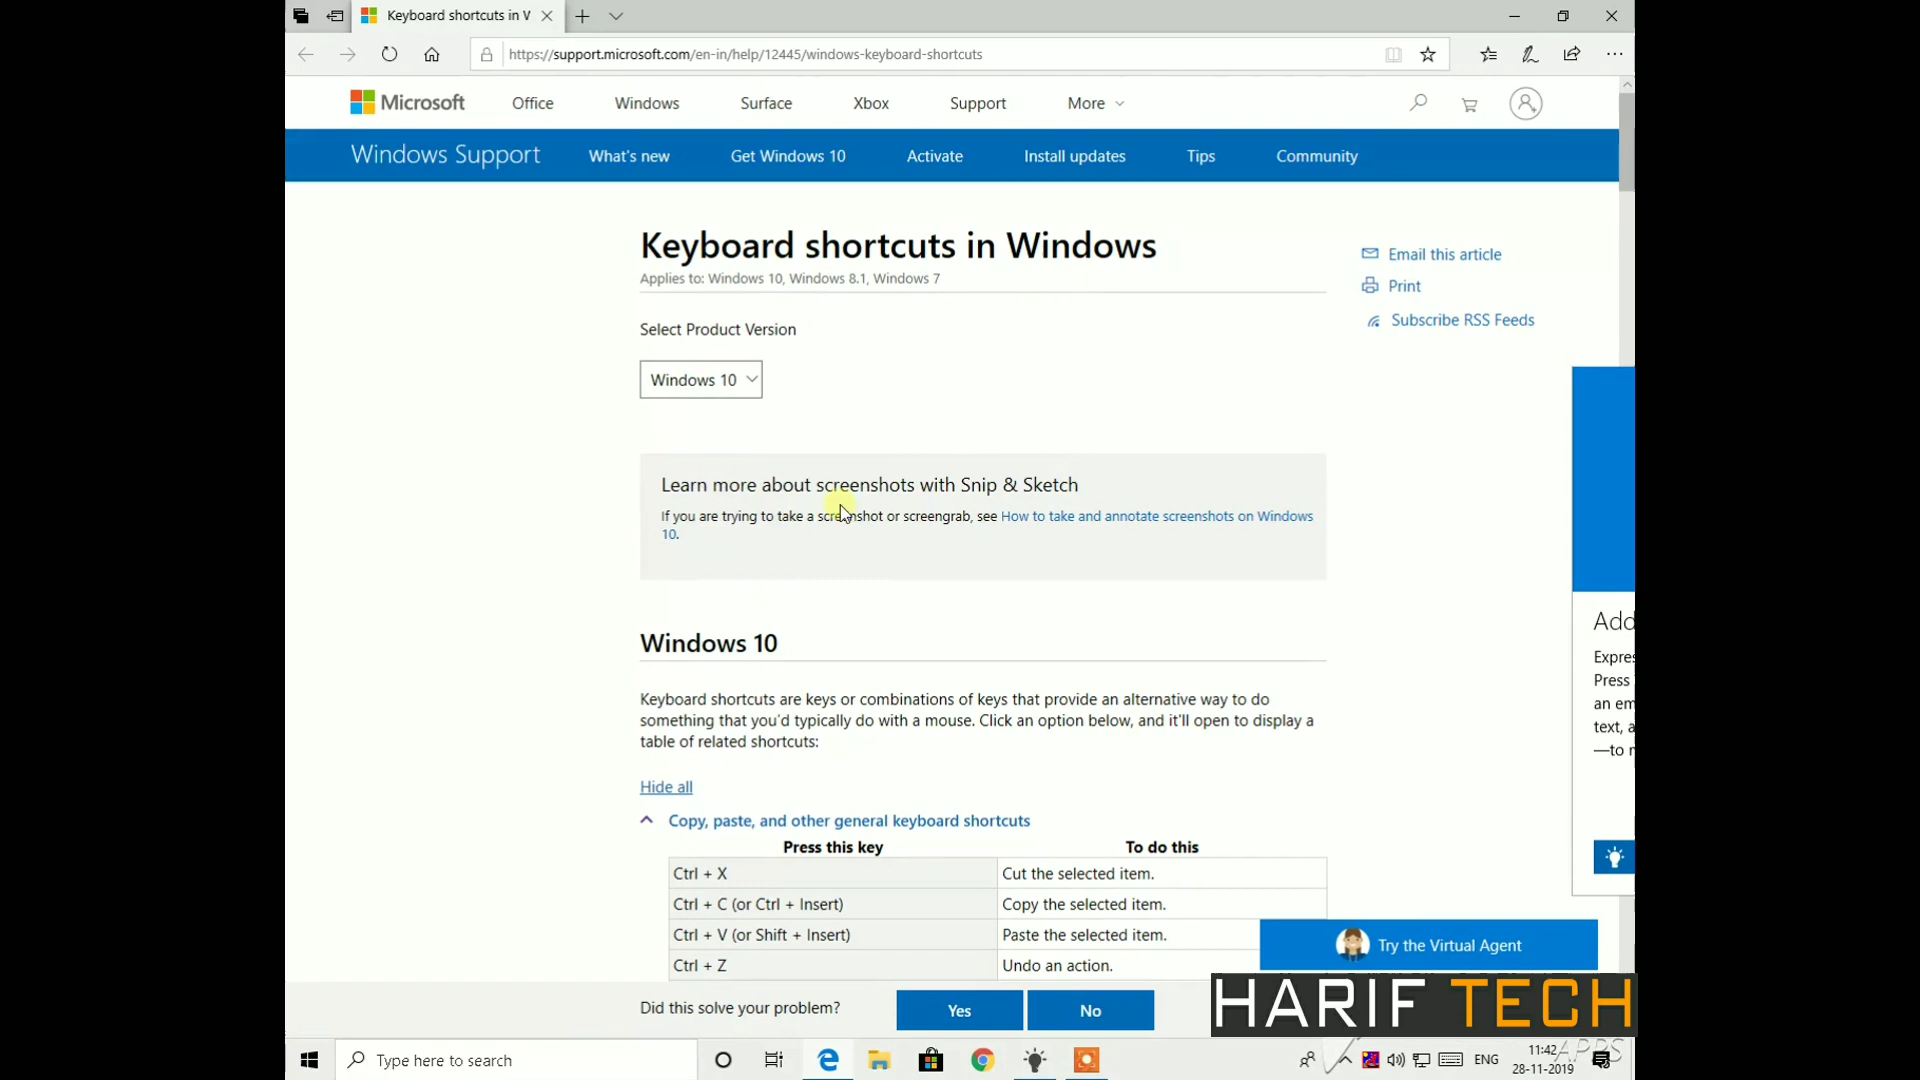 Keyboard shortcuts in V
https://support.microsoft.com/en-in/help/12445/windows-keyboard-shortcuts
Microsoft Office Windows Surface Xbox Support More
Windows Support What's new Get Windows 10 Activate Install updates Tips Community
Keyboard shortcuts in Windows
Applies to: Windows 10, Windows 8.1, Windows 7
Email this article
Print
Subscribe RSS Feeds
Select Product Version
Windows 10
Learn more about screenshots with Snip & Sketch
If you are trying to take a screenshot or screengrab, see How to take and annotate screenshots on Windows
10.
Windows 10
Keyboard shortcuts are keys or combinations of keys that provide an alternative way to do
something that you'd typically do with a mouse. Click an option below, and it'll open to display a
table of related shortcuts:
Hide all
Copy, paste, and other general keyboard shortcuts
Press this key To do this
Ctrl + X Cut the selected item.
Ctrl + C (or Ctrl + Insert) Copy the selected item.
Ctrl + V (or Shift + Insert) Paste the selected item.
Ctrl + Z Undo an action.
Add
Expres
Press
an em
text, a
—to m
Try the Virtual Agent
Did this solve your problem? Yes No
HARIF TECH
APPS
Type here to search
ENG
11:42
28-11-2019